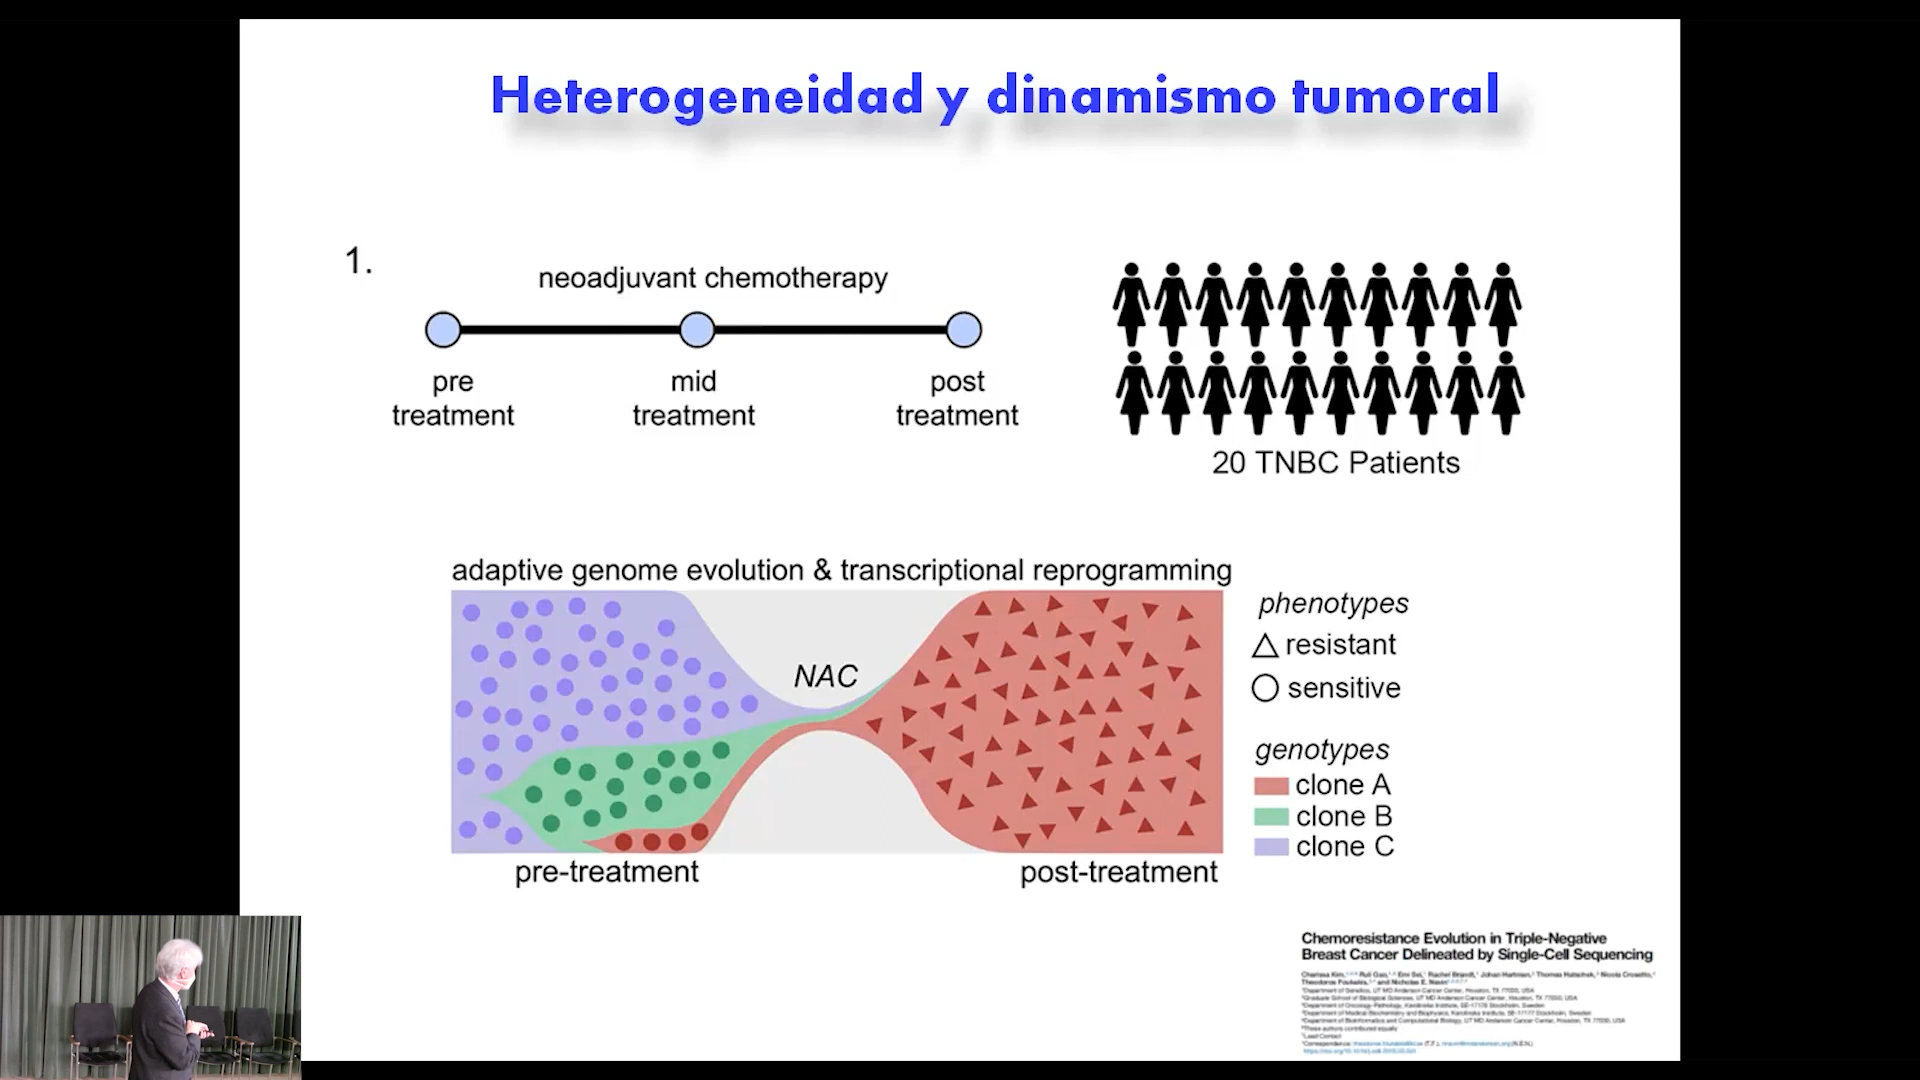 Heterogeneidad y dinamismo tumoral
1.
neoadjuvant chemotherapy
pre
treatment
mid
treatment
post
treatment
20 TNBC Patients
adaptive genome evolution & transcriptional reprogramming
NAC
pre-treatment
post-treatment
phenotypes
resistant
sensitive
genotypes
clone A
clone B
clone C
Chemoresistance Evolution in Triple-Negative
Breast Cancer Delineated by Single-Cell Sequencing